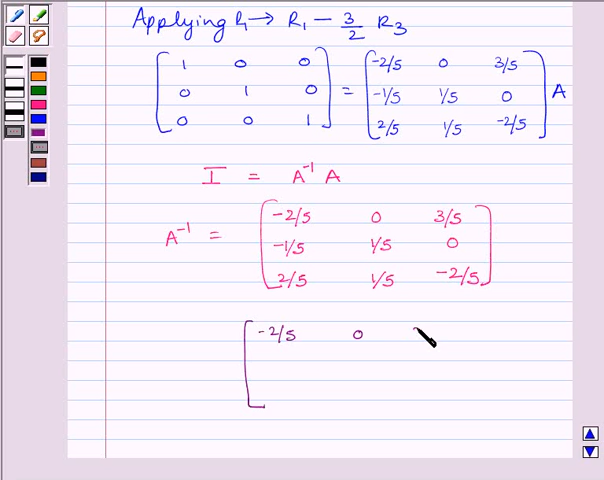 Applying R₁ → R₁ - 3/2 R₃
[ 1 0 0 ] = [ -2/5 0 3/5 ] A
[ 0 1 0 ] [ -1/5 1/5 0 ]
[ 0 0 1 ] [ 2/5 1/5 -2/5 ]
I = A⁻¹ A
A⁻¹ = [ -2/5 0 3/5 ]
[ -1/5 1/5 0 ]
[ 2/5 1/5 -2/5 ]
[ -2/5 0